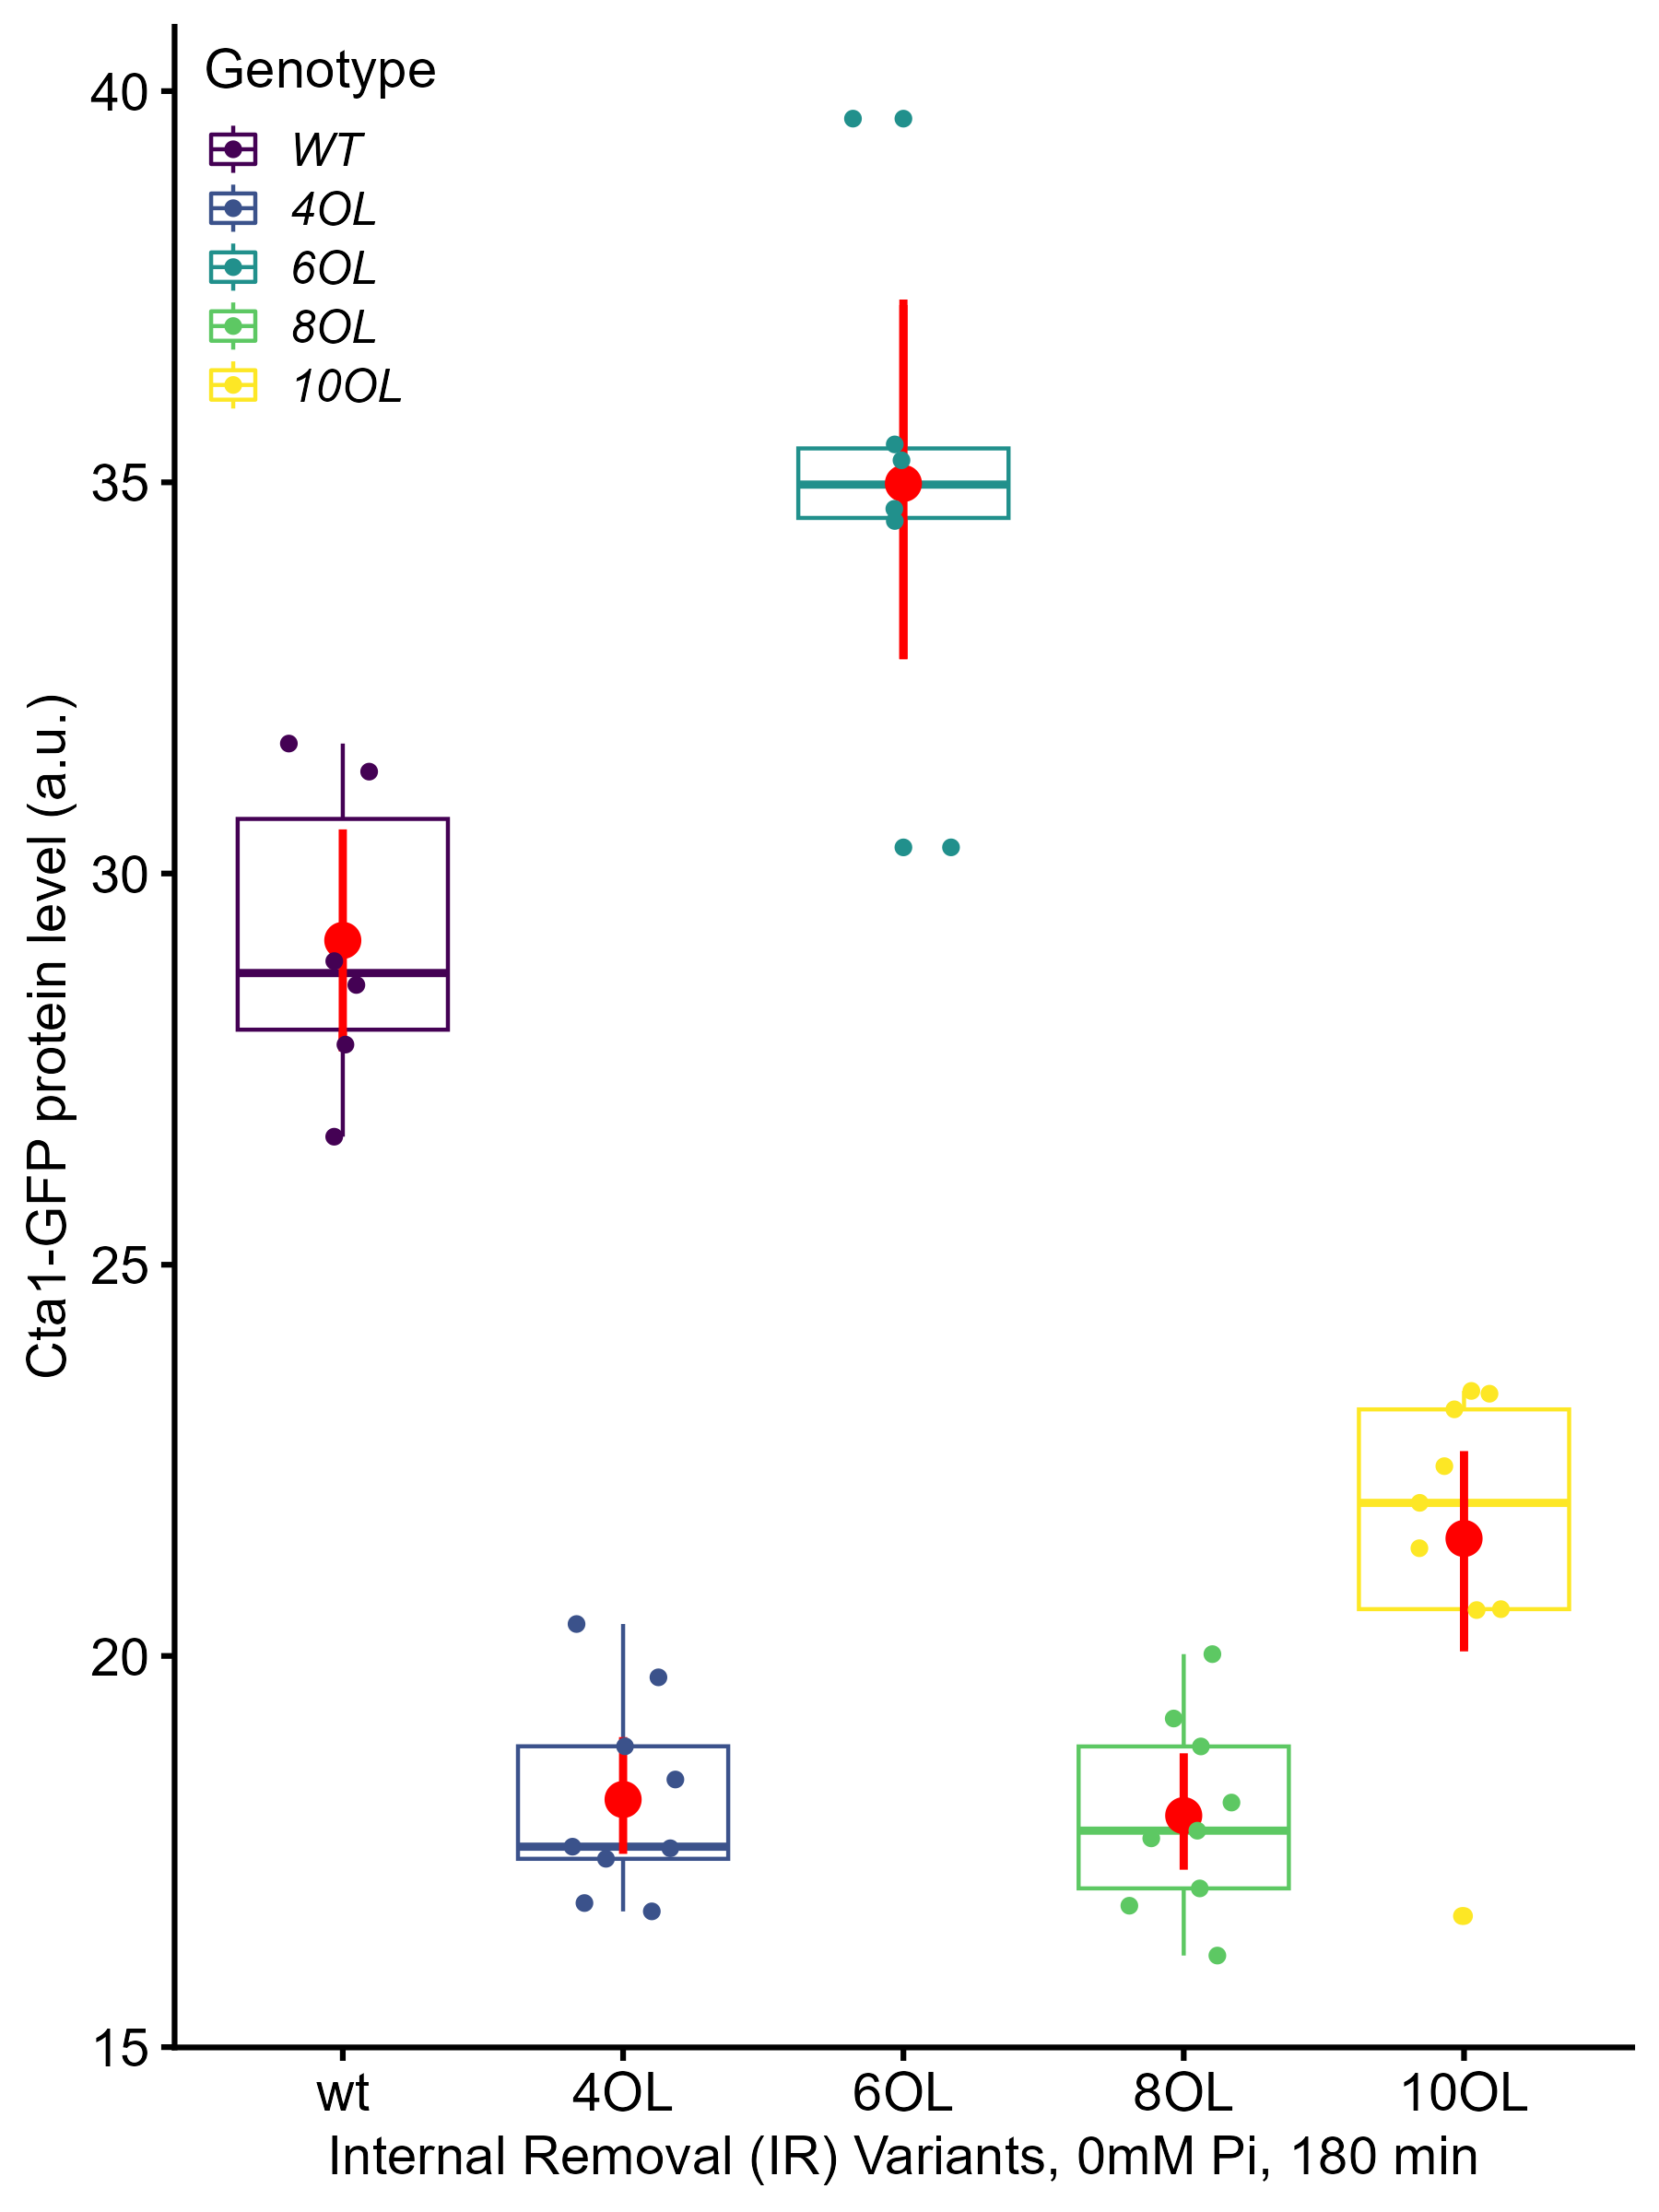 Genotype
WT
4OL
6OL
8OL
10OL
Cta1-GFP protein level (a.u.)
40
35
30
25
20
15
wt 4OL 6OL 8OL 10OL
Internal Removal (IR) Variants, 0mM Pi, 180 min